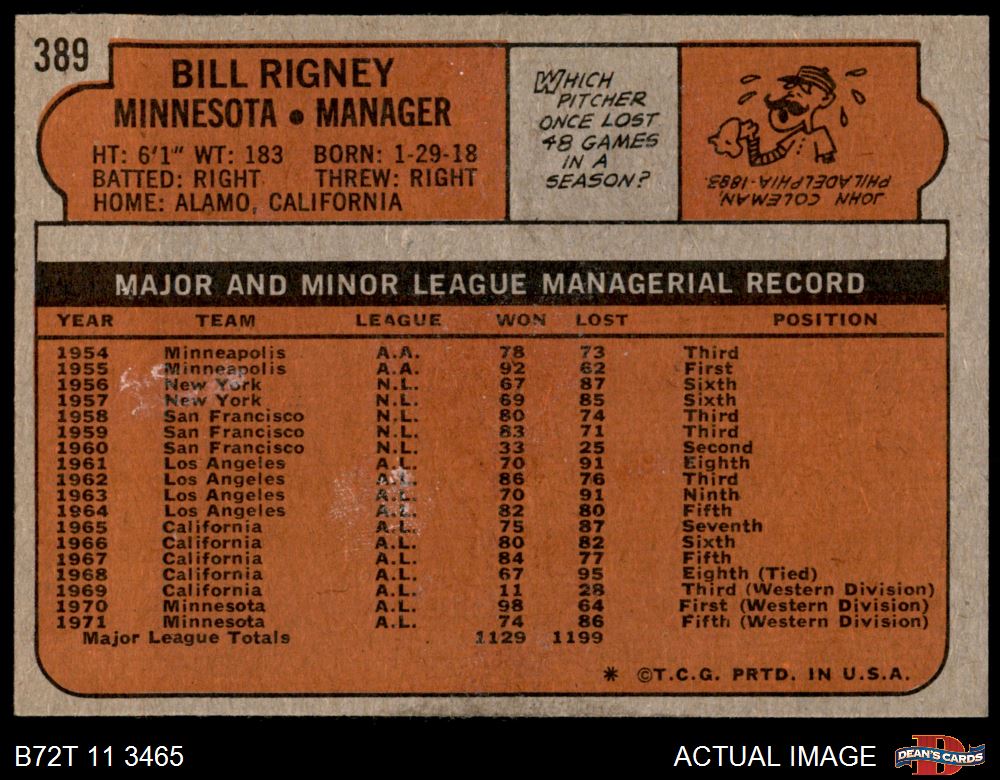 389
BILL RIGNEY
MINNESOTA • MANAGER
HT: 6'1" WT: 183 BORN: 1-29-18
BATTED: RIGHT THREW: RIGHT
HOME: ALAMO, CALIFORNIA
WHICH
PITCHER
ONCE LOST
48 GAMES
IN A
SEASON?
JOHN COLEMAN,
PHILADELPHIA-1883.
MAJOR AND MINOR LEAGUE MANAGERIAL RECORD
YEAR TEAM LEAGUE WON LOST POSITION
1954 Minneapolis A.A. 78 73 Third
1955 Minneapolis A.A. 92 62 First
1956 New York N.L. 67 87 Sixth
1957 New York N.L. 69 85 Sixth
1958 San Francisco N.L. 80 74 Third
1959 San Francisco N.L. 83 71 Third
1960 San Francisco N.L. 33 25 Second
1961 Los Angeles A.L. 70 91 Eighth
1962 Los Angeles A.L. 86 76 Third
1963 Los Angeles A.L. 70 91 Ninth
1964 Los Angeles A.L. 82 80 Fifth
1965 California A.L. 75 87 Seventh
1966 California A.L. 80 82 Sixth
1967 California A.L. 84 77 Fifth
1968 California A.L. 67 95 Eighth (Tied)
1969 California A.L. 11 28 Third (Western Division)
1970 Minnesota A.L. 98 64 First (Western Division)
1971 Minnesota A.L. 74 86 Fifth (Western Division)
Major League Totals 1129 1199
* ©T.C.G. PRTD. IN U.S.A.
B72T 11 3465
ACTUAL IMAGE
D
DEAN'S CARDS